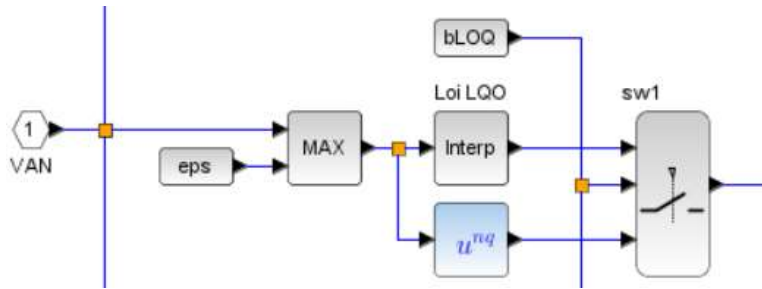 bLOQ
Loi LQO
sw1
1
MAX
Interp
VAN
eps
u^{nq}